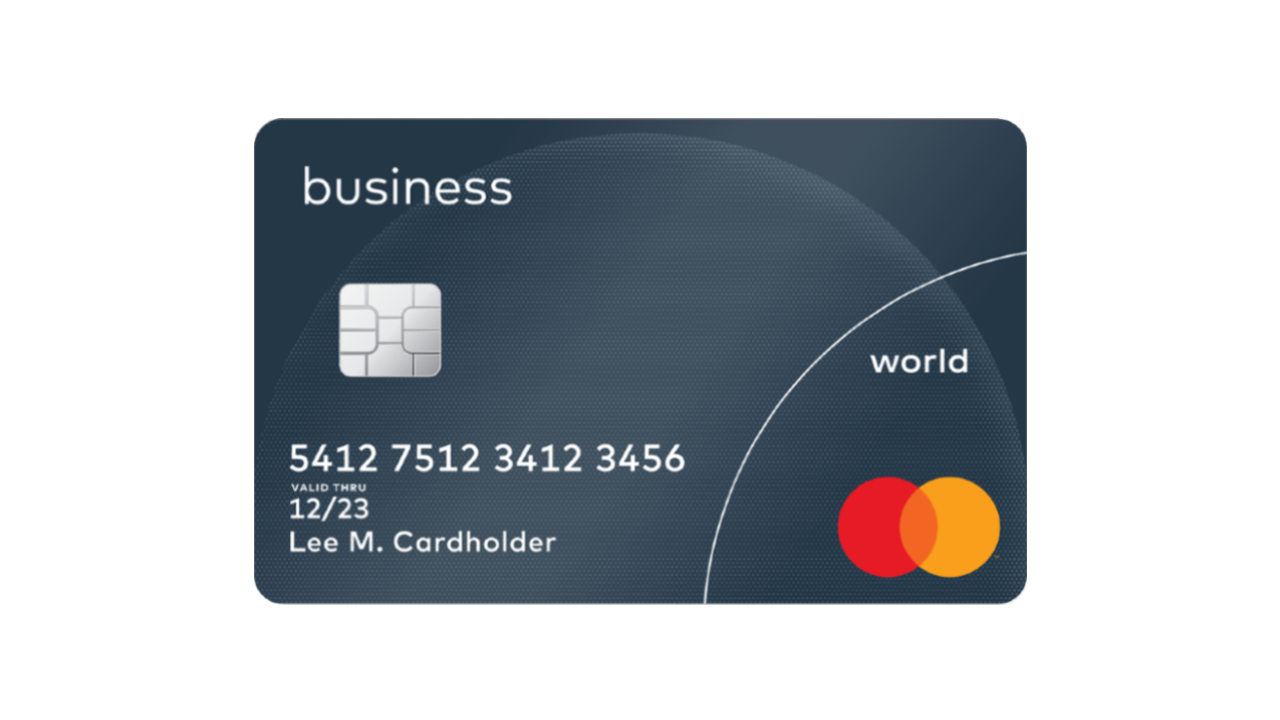 business
world
5412 7512 3412 3456
VALID THRU
12/23
Lee M. Cardholder